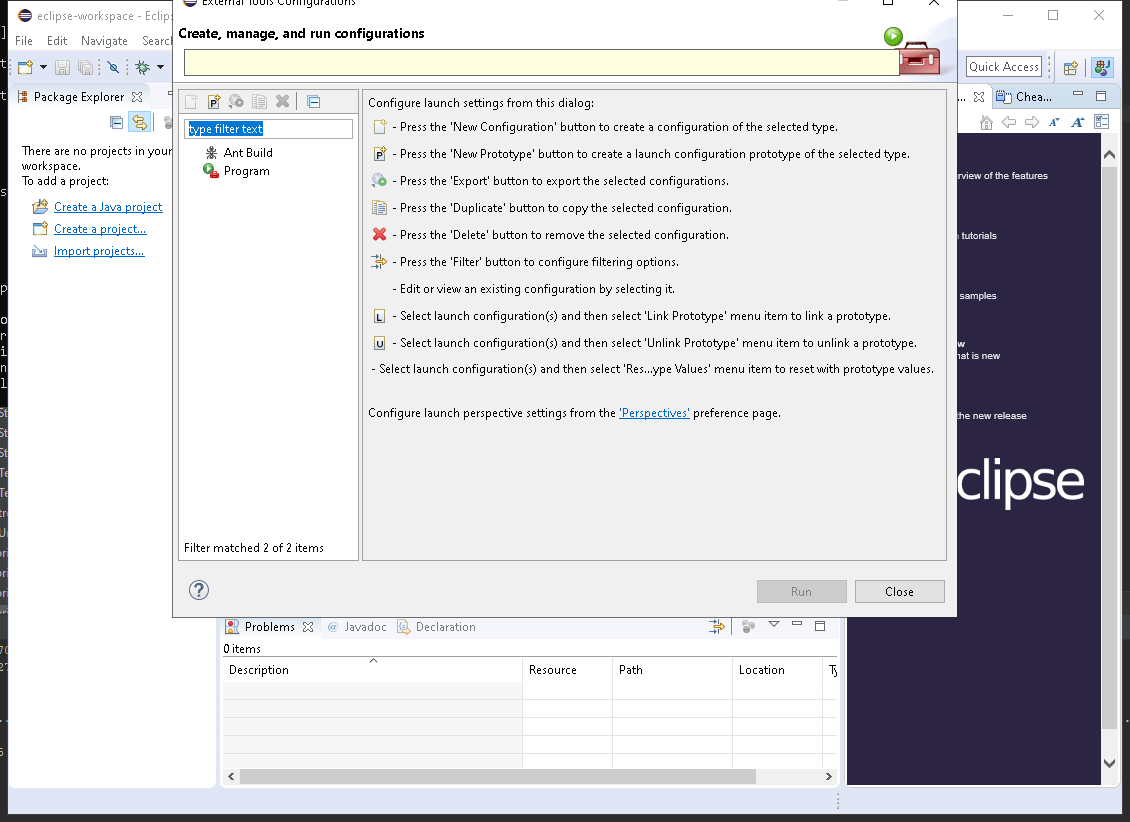 eclipse-workspace - Eclip
External Tools Configurations
File Edit Navigate Searc
Create, manage, and run configurations
Quick Access
Package Explorer
Chea...
There are no projects in your
workspace.
To add a project:
Create a Java project
Create a project...
Import projects...
type filter text
Ant Build
Program
Filter matched 2 of 2 items
Configure launch settings from this dialog:
- Press the 'New Configuration' button to create a configuration of the selected type.
P - Press the 'New Prototype' button to create a launch configuration prototype of the selected type.
- Press the 'Export' button to export the selected configurations.
- Press the 'Duplicate' button to copy the selected configuration.
- Press the 'Delete' button to remove the selected configuration.
- Press the 'Filter' button to configure filtering options.
- Edit or view an existing configuration by selecting it.
L - Select launch configuration(s) and then select 'Link Prototype' menu item to link a prototype.
U - Select launch configuration(s) and then select 'Unlink Prototype' menu item to unlink a prototype.
- Select launch configuration(s) and then select 'Res...ype Values' menu item to reset with prototype values.
Configure launch perspective settings from the 'Perspectives' preference page.
Run Close
rview of the features
tutorials
samples
w
hat is new
the new release
clipse
Problems @ Javadoc Declaration
0 items
Description Resource Path Location Ty